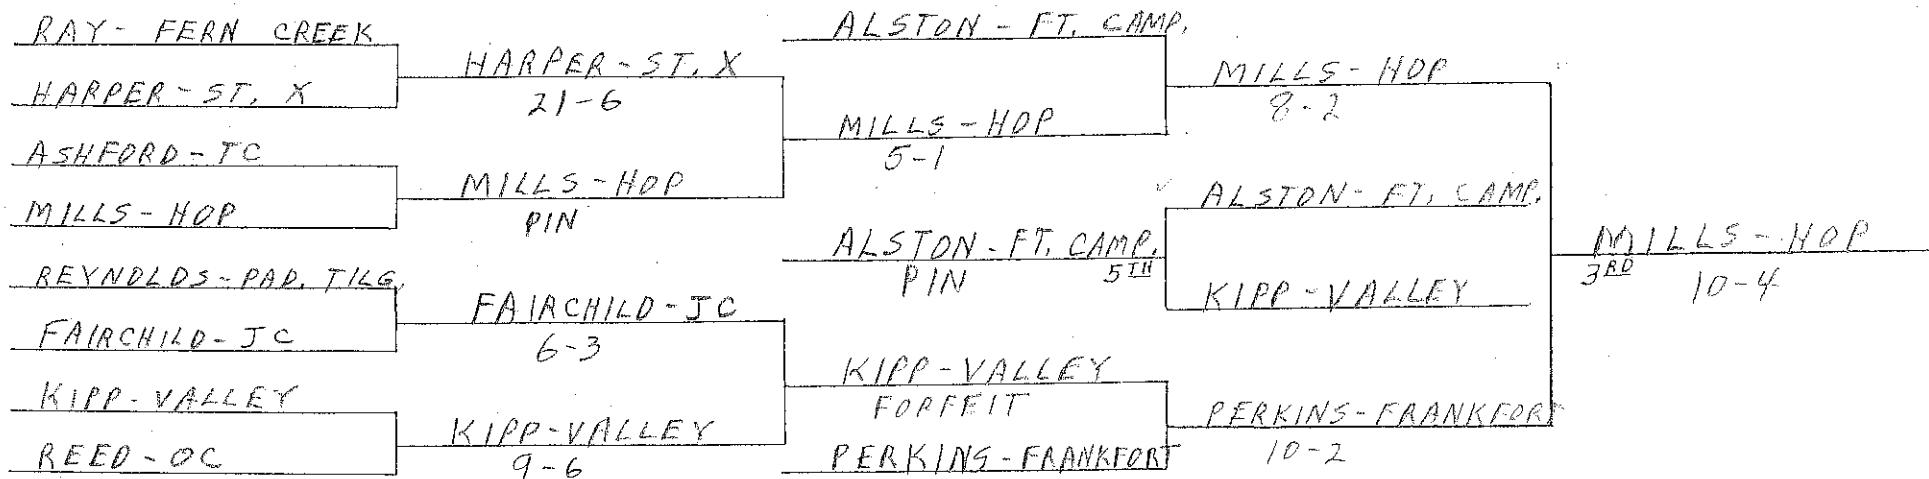 RAY - FERN CREEK
HARPER - ST. X
ASHFORD - TC
MILLS - HOP
REYNOLDS - PAD. TILG.
FAIRCHILD - JC
KIPP - VALLEY
REED - OC
HARPER - ST. X
21-6
MILLS - HOP
PIN
FAIRCHILD - JC
6-3
KIPP - VALLEY
9-6
ALSTON - FT. CAMP.
MILLS - HOP
5-1
ALSTON - FT. CAMP.
PIN 5TH
KIPP - VALLEY
FORFEIT
PERKINS - FRANKFORT
MILLS - HOP
8-2
ALSTON - FT. CAMP.
KIPP - VALLEY
PERKINS - FRANKFORT
10-2
MILLS - HOP
3RD 10-4